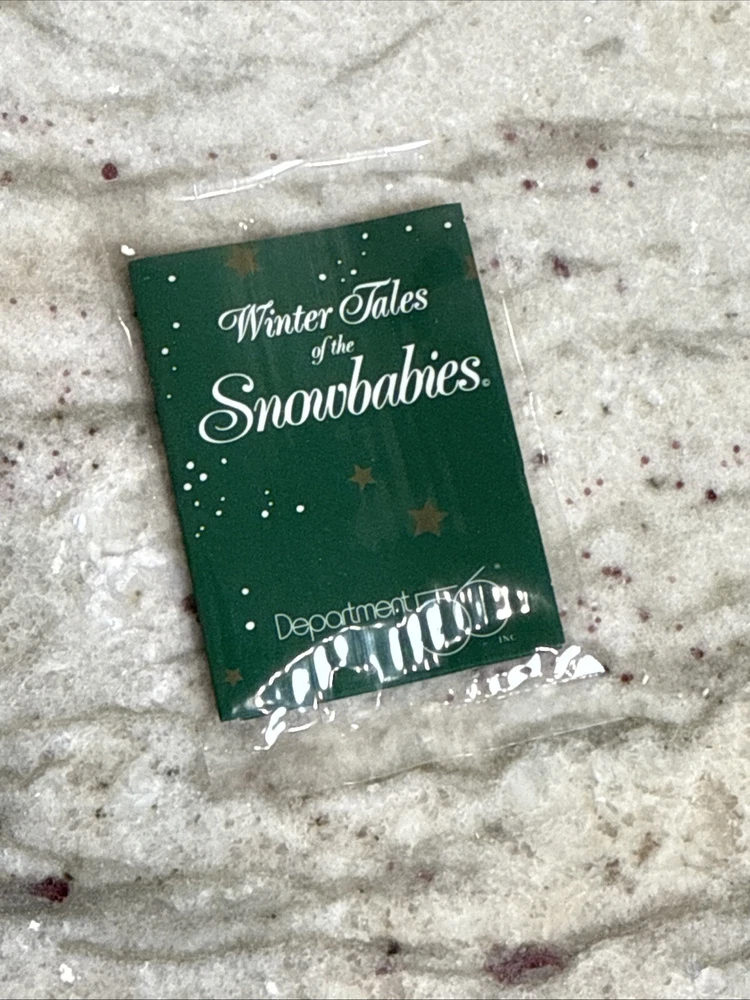 Winter Tales
of the
Snowbabies©
Department 56®
INC